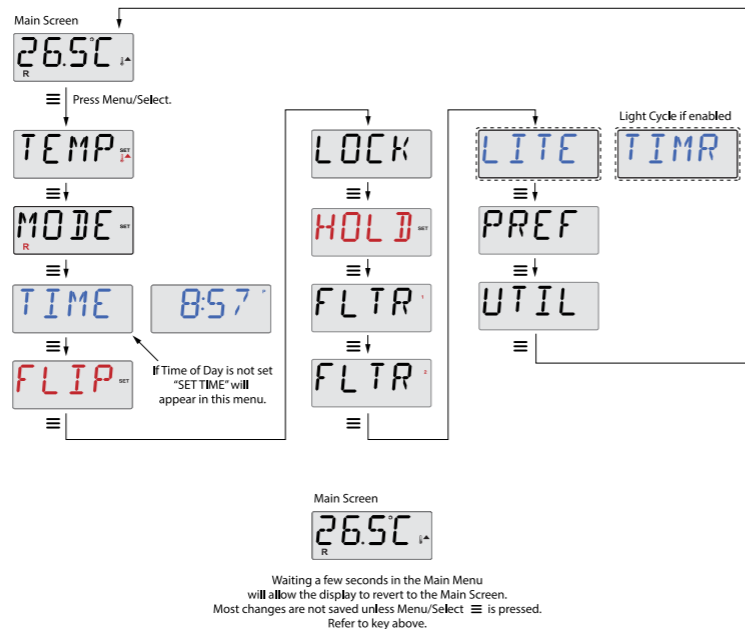 Main Screen
26.5°C
R
≡ Press Menu/Select.
TEMP SET
≡
MODE SET
R
≡
TIME 8:57 P
≡
If Time of Day is not set
"SET TIME" will
appear in this menu.
FLIP SET
≡
LOCK
≡
HOLD SET
≡
FLTR 1
≡
FLTR 2
≡
Light Cycle if enabled
LITE TIMR
≡
PREF
≡
UTIL
≡
Main Screen
26.5°C
R
Waiting a few seconds in the Main Menu
will allow the display to revert to the Main Screen.
Most changes are not saved unless Menu/Select ≡ is pressed.
Refer to key above.